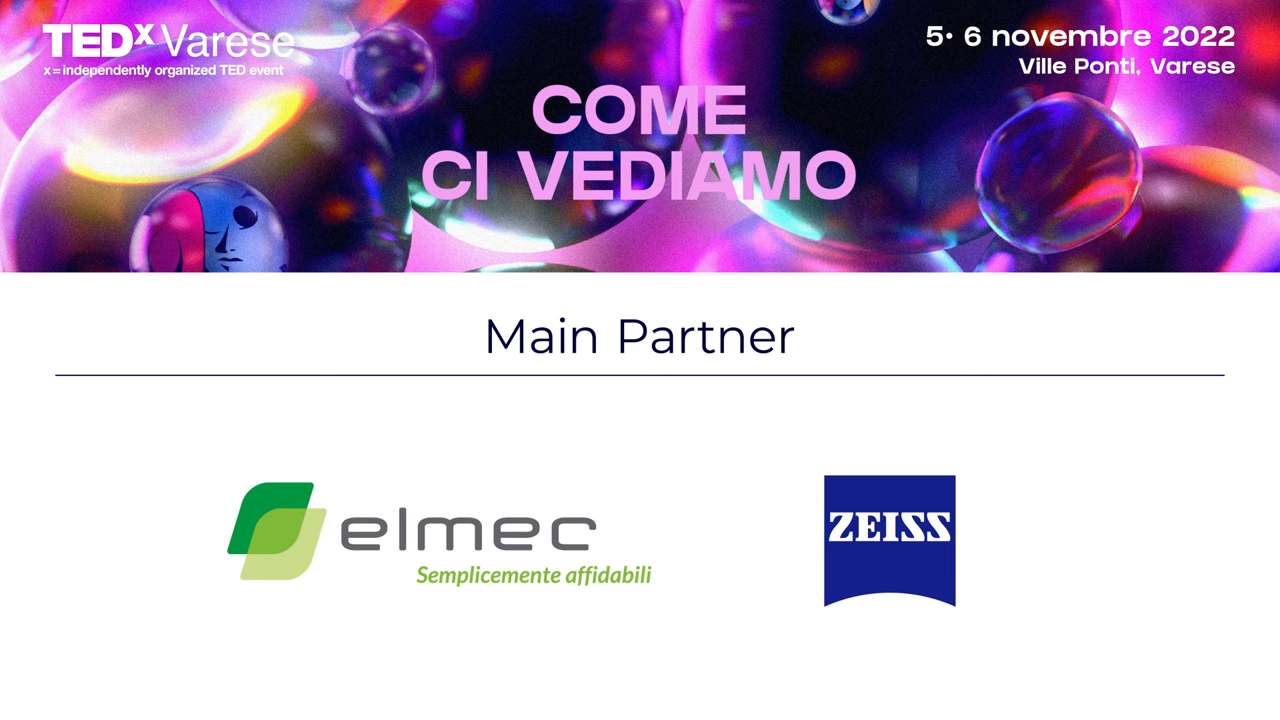 TEDx Varese
x = independently organized TED event
5• 6 novembre 2022
Ville Ponti, Varese
COME
CI VEDIAMO
Main Partner
elmec
Semplicemente affidabili
ZEISS